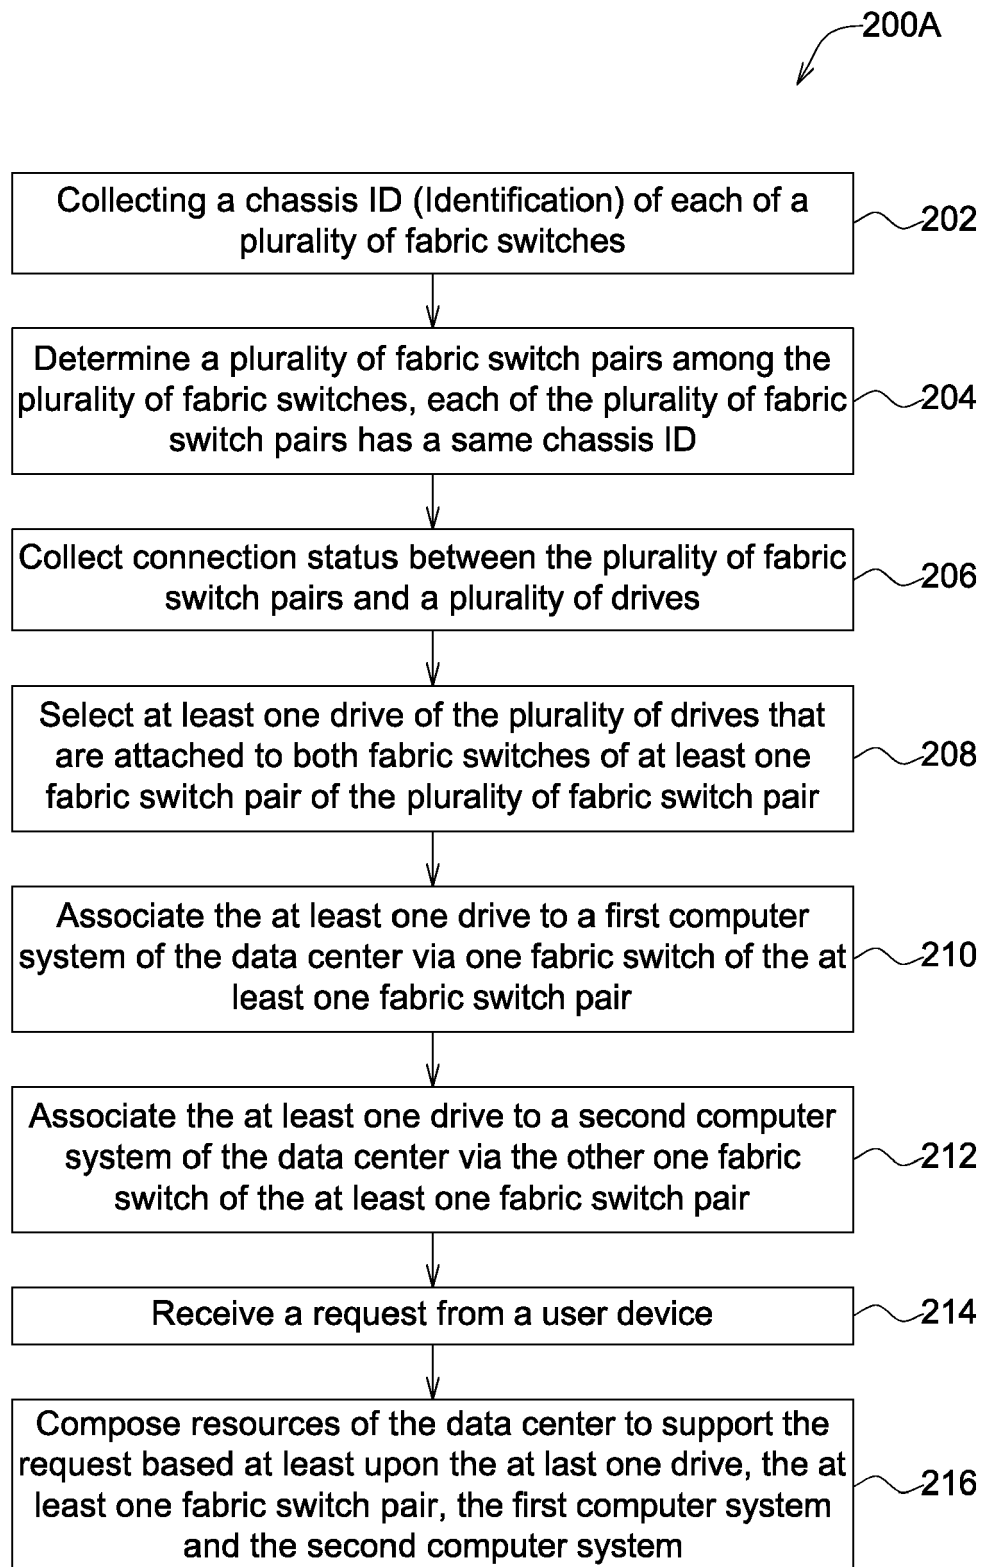 200A
Collecting a chassis ID (Identification) of each of a
plurality of fabric switches
202
Determine a plurality of fabric switch pairs among the
plurality of fabric switches, each of the plurality of fabric
switch pairs has a same chassis ID
204
Collect connection status between the plurality of fabric
switch pairs and a plurality of drives
206
Select at least one drive of the plurality of drives that
are attached to both fabric switches of at least one
fabric switch pair of the plurality of fabric switch pair
208
Associate the at least one drive to a first computer
system of the data center via one fabric switch of the at
least one fabric switch pair
210
Associate the at least one drive to a second computer
system of the data center via the other one fabric
switch of the at least one fabric switch pair
212
Receive a request from a user device
214
Compose resources of the data center to support the
request based at least upon the at last one drive, the at
least one fabric switch pair, the first computer system
and the second computer system
216